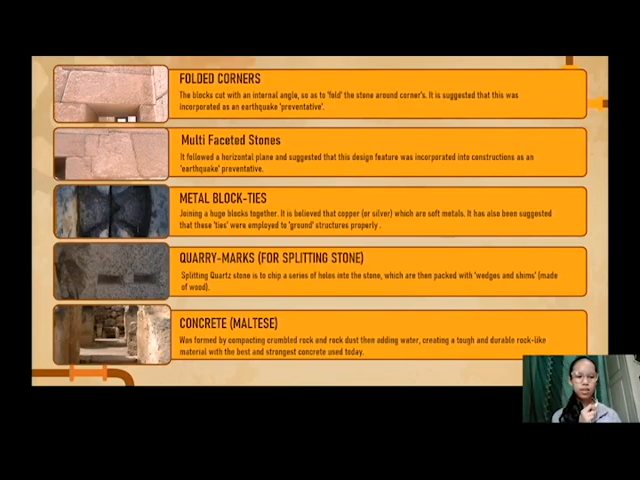 FOLDED CORNERS
The blocks cut with an internal angle, so as to 'fold' the stone around corner's. It is suggested that this was
incorporated as an earthquake 'preventative'.
Multi Faceted Stones
It followed a horizontal plane and suggested that this design feature was incorporated into constructions as an
'earthquake' preventative.
METAL BLOCK-TIES
Joining a huge blocks together. It is believed that copper (or silver) which are soft metals. It has also been suggested
that these 'ties' were employed to 'ground' structures properly .
QUARRY-MARKS (FOR SPLITTING STONE)
Splitting Quartz stone is to chip a series of holes into the stone, which are then packed with 'wedges and shims' (made
of wood).
CONCRETE (MALTESE)
Was formed by compacting crumbled rock and rock dust then adding water, creating a tough and durable rock-like
material with the best and strongest concrete used today.